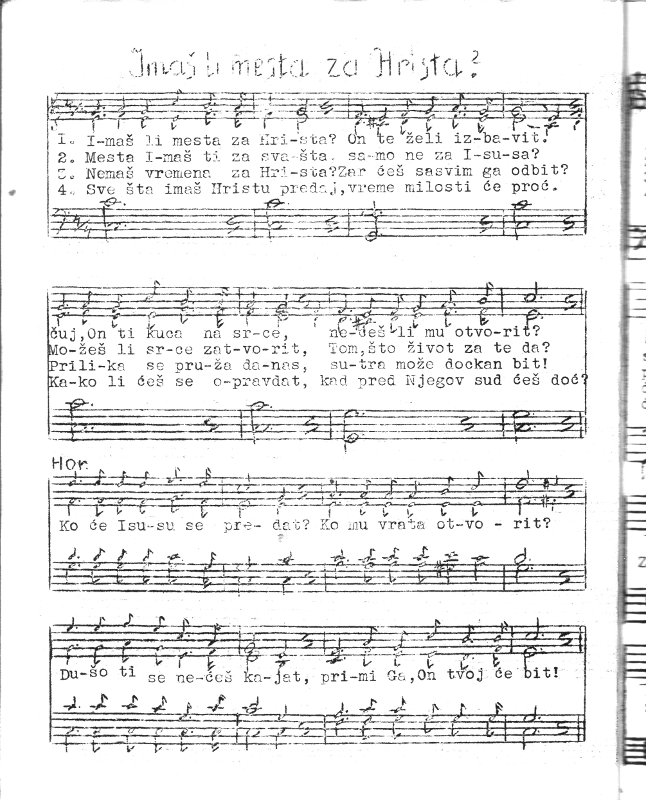 Imaš li mesta za Hrista?
1. I-maš li mesta za Hri-sta? On te želi iz-ba-vit!
2. Mesta I-maš ti za sva-šta, sa-mo ne za I-su-sa?
3. Nemaš vremena za Hri-sta?Zar ćeš sasvim ga odbit?
4. Sve šta imaš Hristu predaj,vreme milosti će proć.
čuj,On ti kuca na sr-ce, ne-ćeš li mu otvo-rit?
Mo-žeš li sr-ce zat-vo-rit, Tom,što život za te da?
Prili-ka se pru-ža da-nas, su-tra može dockan bit!
Ka-ko li ćeš se o-pravdat, kad pred Njegov sud ćeš doć?
Hor
Ko će Isu-su se pre- dat? Ko mu vrata ot-vo - rit?
Du-šo ti se ne-ćeš ka-jat, pri-mi Ga,On tvoj će bit!